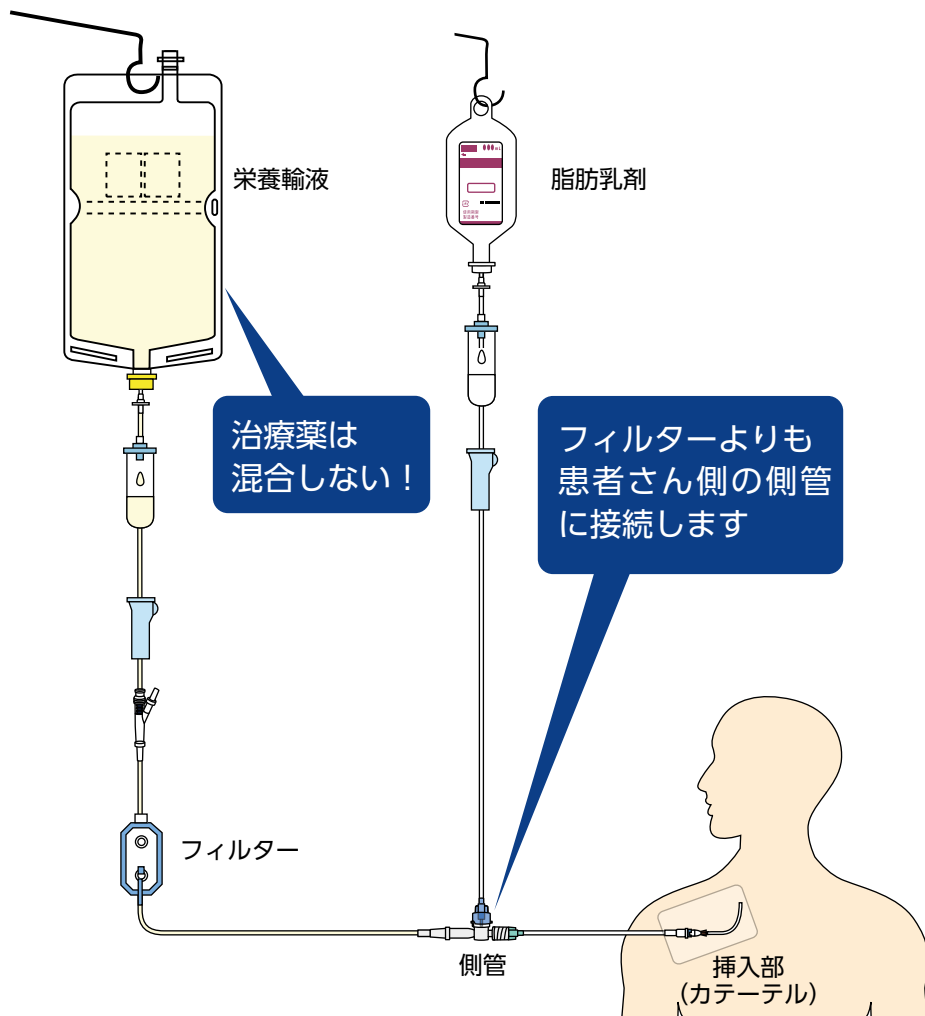 栄養輸液
脂肪乳剤
治療薬は
混合しない！
フィルターよりも
患者さん側の側管
に接続します
フィルター
側管
挿入部
(カテーテル)